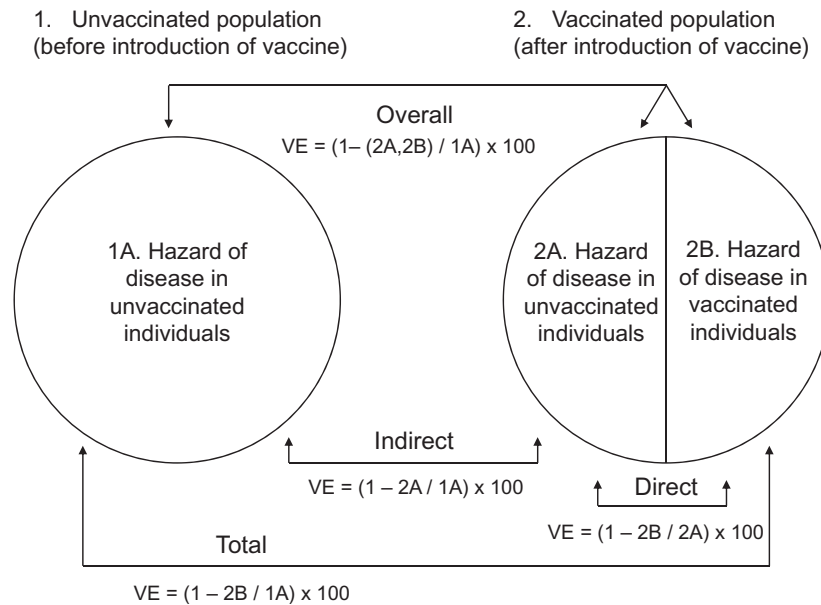 1. Unvaccinated population
(before introduction of vaccine)
2. Vaccinated population
(after introduction of vaccine)
Overall
VE = (1– (2A,2B) / 1A) x 100
1A. Hazard of
disease in
unvaccinated
individuals
2A. Hazard
of disease in
unvaccinated
individuals
2B. Hazard
of disease in
vaccinated
individuals
Indirect
VE = (1 – 2A / 1A) x 100
Direct
VE = (1 – 2B / 2A) x 100
Total
VE = (1 – 2B / 1A) x 100